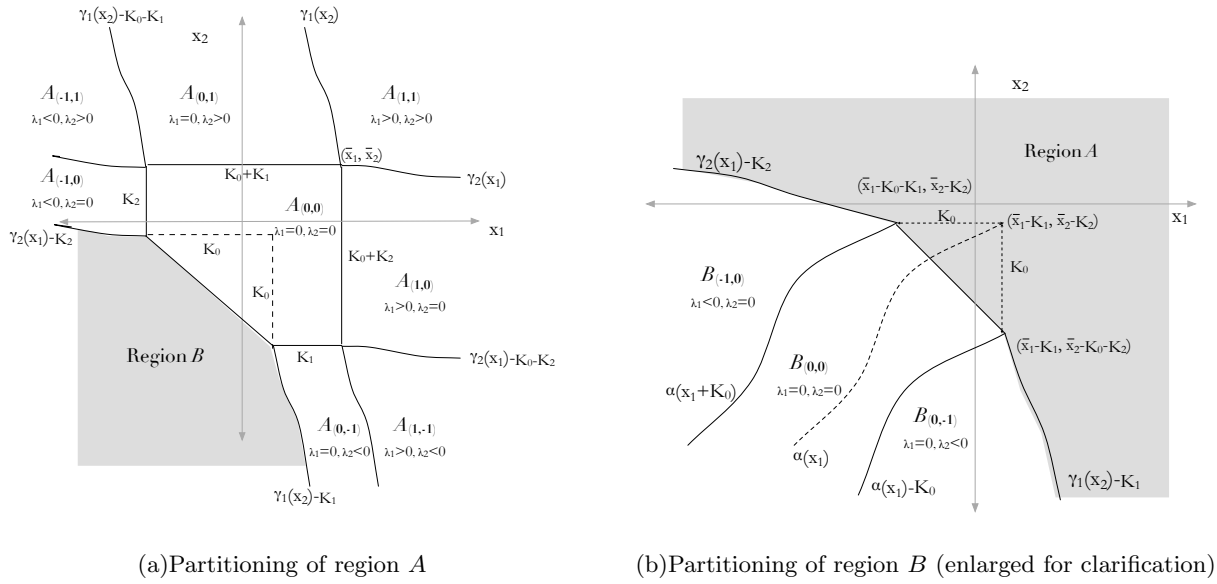 γ₁(x₂)-K₀-K₁
γ₁(x₂)
x₂
A(-1,1)
λ₁<0, λ₂>0
A(0,1)
λ₁=0, λ₂>0
A(1,1)
λ₁>0, λ₂>0
(x̄₁, x̄₂)
K₀+K₁
γ₂(x₁)
A(-1,0)
λ₁<0, λ₂=0
K₂
A(0,0)
λ₁=0, λ₂=0
x₁
γ₂(x₁)-K₂
K₀
K₀+K₂
K₀
A(1,0)
λ₁>0, λ₂=0
Region B
K₁
γ₂(x₁)-K₀-K₂
A(0,-1)
λ₁=0, λ₂<0
A(1,-1)
λ₁>0, λ₂<0
γ₁(x₂)-K₁
(a)Partitioning of region A
x₂
Region A
γ₂(x₁)-K₂
(x̄₁-K₀-K₁, x̄₂-K₂)
x₁
K₀
(x̄₁-K₁, x̄₂-K₂)
B(-1,0)
λ₁<0, λ₂=0
K₀
(x̄₁-K₁, x̄₂-K₀-K₂)
B(0,0)
λ₁=0, λ₂=0
α(x₁+K₀)
B(0,-1)
λ₁=0, λ₂<0
α(x₁)
α(x₁)-K₀
γ₁(x₂)-K₁
(b)Partitioning of region B (enlarged for clarification)